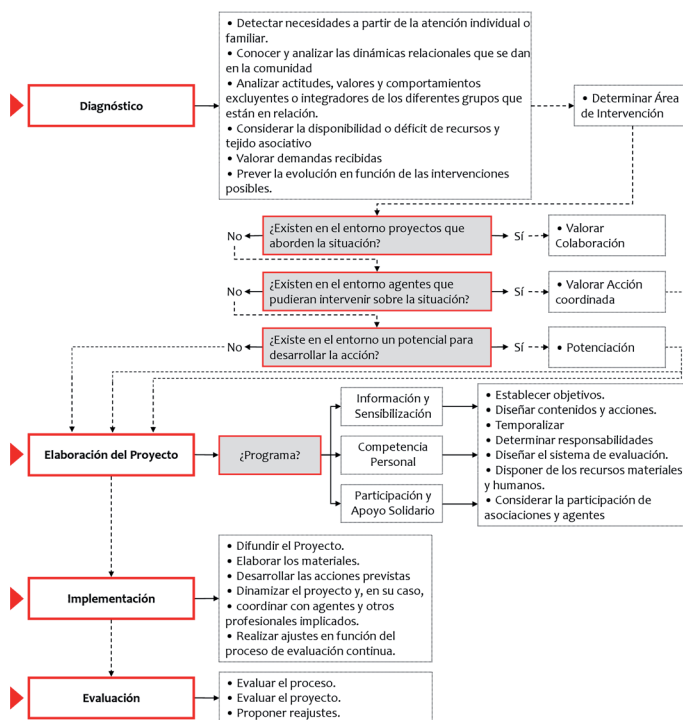 • Detectar necesidades a partir de la atención individual o
familiar.
• Conocer y analizar las dinámicas relacionales que se dan
en la comunidad
• Analizar actitudes, valores y comportamientos
excluyentes o integradores de los diferentes grupos que
están en relación.
• Considerar la disponibilidad o déficit de recursos y
tejido asociativo
• Valorar demandas recibidas
• Prever la evolución en función de las intervenciones
posibles.
Diagnóstico
• Determinar Área
de Intervención
¿Existen en el entorno proyectos que
aborden la situación?
No
Sí
• Valorar
Colaboración
¿Existen en el entorno agentes que
pudieran intervenir sobre la situación?
No
Sí
• Valorar Acción
coordinada
¿Existe en el entorno un potencial para
desarrollar la acción?
No
Sí
• Potenciación
Elaboración del Proyecto
¿Programa?
Información y
Sensibilización
Competencia
Personal
Participación y
Apoyo Solidario
• Establecer objetivos.
• Diseñar contenidos y acciones.
• Temporalizar
• Determinar responsabilidades
• Diseñar el sistema de evaluación.
• Disponer de los recursos materiales
y humanos.
• Considerar la participación de
asociaciones y agentes
Implementación
• Difundir el Proyecto.
• Elaborar los materiales.
• Desarrollar las acciones previstas
• Dinamizar el proyecto y, en su caso,
• coordinar con agentes y otros
profesionales implicados.
• Realizar ajustes en función del
proceso de evaluación continua.
Evaluación
• Evaluar el proceso.
• Evaluar el proyecto.
• Proponer reajustes.